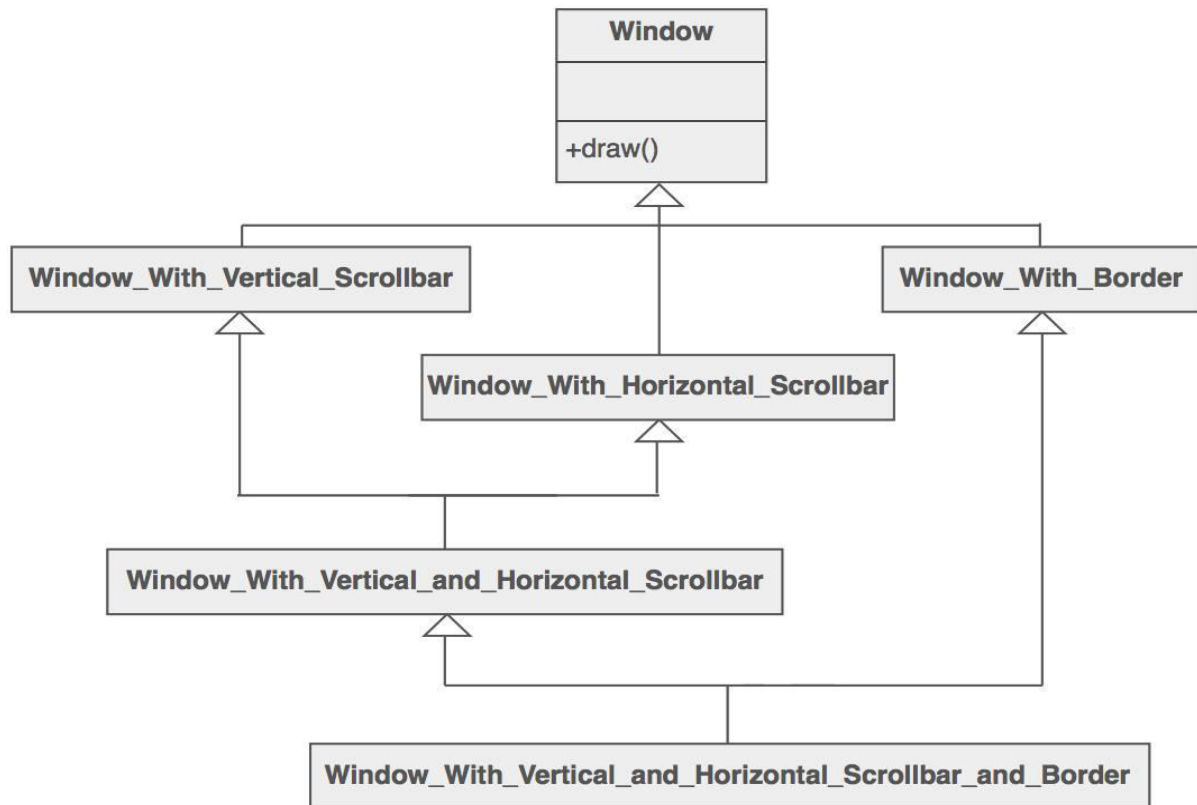 Window
+draw()
Window_With_Vertical_Scrollbar
Window_With_Border
Window_With_Horizontal_Scrollbar
Window_With_Vertical_and_Horizontal_Scrollbar
Window_With_Vertical_and_Horizontal_Scrollbar_and_Border